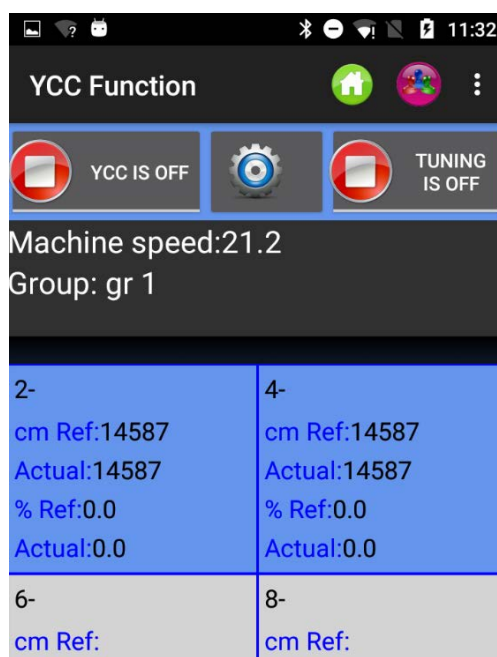 11:32
YCC Function
YCC IS OFF
TUNING
IS OFF
Machine speed:21.2
Group: gr 1
2-
cm Ref:14587
Actual:14587
% Ref:0.0
Actual:0.0
4-
cm Ref:14587
Actual:14587
% Ref:0.0
Actual:0.0
6-
cm Ref:
8-
cm Ref: